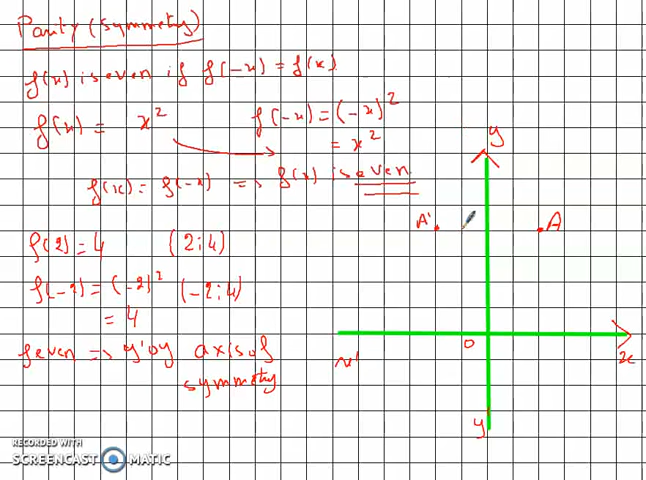 Parity (Symmetry)
f(x) is even if f(-x) = f(x)
f(x) = x²
f(-x) = (-x)²
= x²
f(x) = f(-x) => f(x) is even
f(2) = 4 (2;4)
f(-2) = (-2)² (-2;4)
= 4
f even => y'oy axis of
symmetry
y
A' A
o
x' x
y'
RECORDED WITH
SCREENCAST MATIC